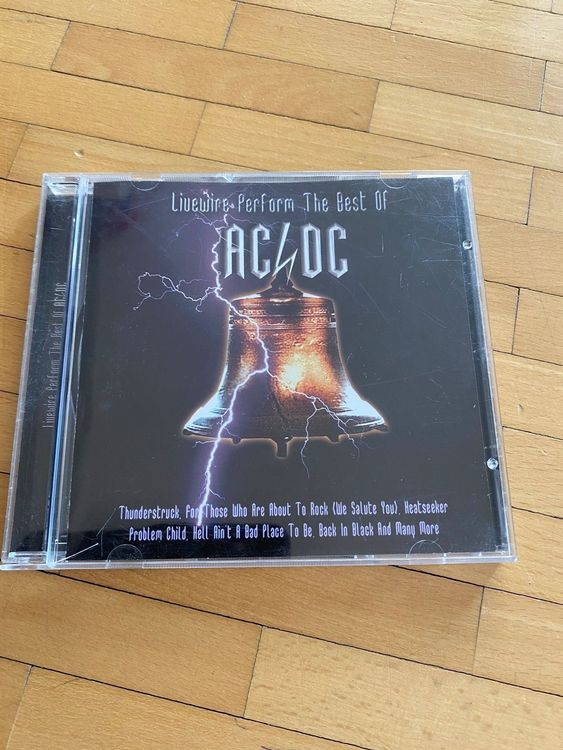 Livewire Perform The Best Of
AC/DC
Thunderstruck, For Those Who Are About To Rock (We Salute You), Heatseeker
Problem Child, Hell Ain't A Bad Place To Be, Back In Black And Many More
Livewire Perform The Best Of AC/DC